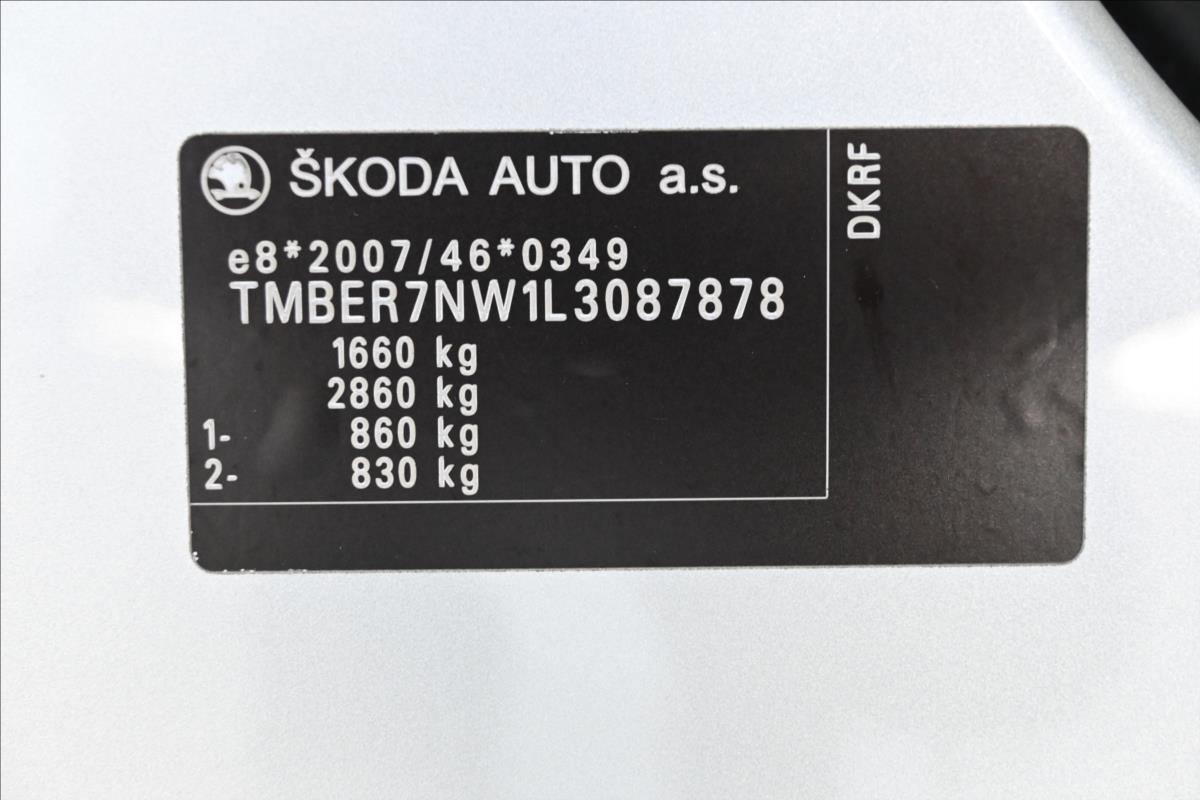 ŠKODA AUTO a.s.
e8*2007/46*0349
TMBER7NW1L3087878
1660 kg
2860 kg
1- 860 kg
2- 830 kg
DKRF